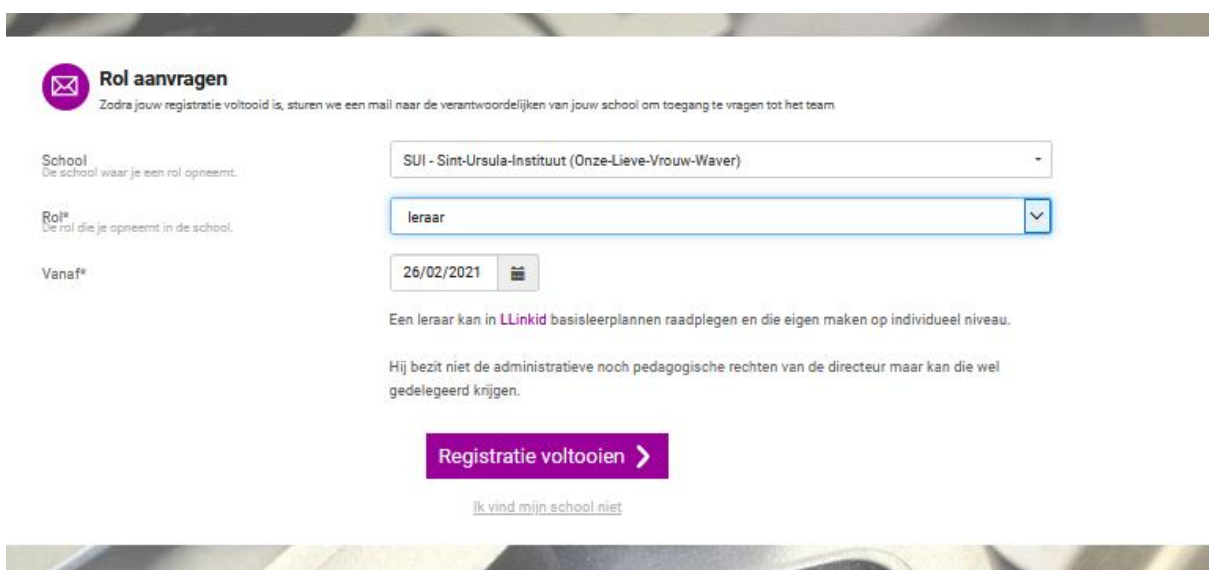 Rol aanvragen
Zodra jouw registratie voltooid is, sturen we een mail naar de verantwoordelijken van jouw school om toegang te vragen tot het team
School
De school waar je een rol opneemt.
SUI - Sint-Ursula-Instituut (Onze-Lieve-Vrouw-Waver)
Rol*
De rol die je opneemt in de school.
leraar
Vanaf*
26/02/2021
Een leraar kan in LLinkid basisleerplannen raadplegen en die eigen maken op individueel niveau.
Hij bezit niet de administratieve noch pedagogische rechten van de directeur maar kan die wel
gedelegeerd krijgen.
Registratie voltooien
Ik vind mijn school niet